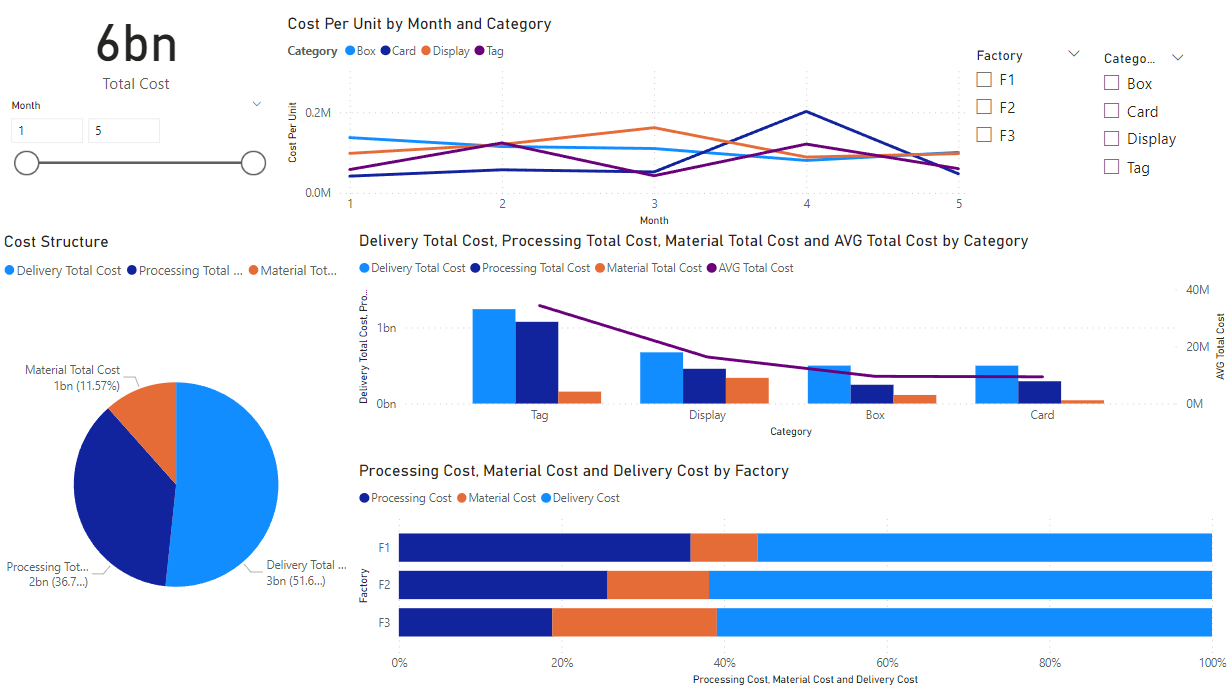 6bn
Total Cost
Month
1
5
Cost Per Unit by Month and Category
Category Box Card Display Tag
Cost Per Unit
0.2M
0.0M
1 2 3 4 5
Month
Factory
F1
F2
F3
Catego...
Box
Card
Display
Tag
Cost Structure
Delivery Total Cost Processing Total ... Material Tot...
Material Total Cost
1bn (11.57%)
Processing Tot...
2bn (36.7...)
Delivery Total ...
3bn (51.6...)
Delivery Total Cost, Processing Total Cost, Material Total Cost and AVG Total Cost by Category
Delivery Total Cost Processing Total Cost Material Total Cost AVG Total Cost
Delivery Total Cost, Pro...
1bn
0bn
40M
20M
0M
AVG Total Cost
Tag Display Box Card
Category
Processing Cost, Material Cost and Delivery Cost by Factory
Processing Cost Material Cost Delivery Cost
Factory
F1
F2
F3
0% 20% 40% 60% 80% 100%
Processing Cost, Material Cost and Delivery Cost